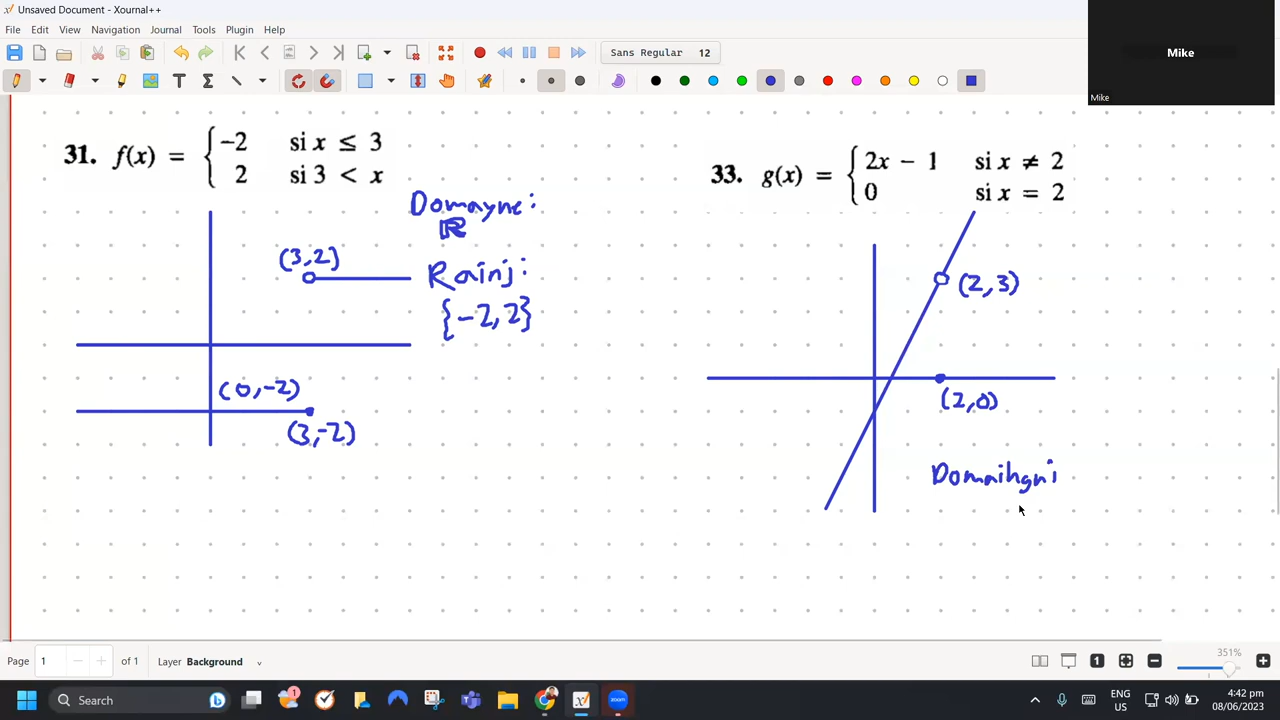 Unsaved Document - Xournal++
File Edit View Navigation Journal Tools Plugin Help
Sans Regular 12
Mike
Mike
31. f(x) = { -2 si x ≤ 3
2 si 3 < x
Domayne:
ℝ
(3,2)
Rainj:
{-2,2}
(0,-2)
(3,-2)
33. g(x) = { 2x - 1 si x ≠ 2
0 si x = 2
(2,3)
(2,0)
Domaihgni
Page 1 of 1 Layer Background
351%
Search
zoom
ENG
US
4:42 pm
08/06/2023